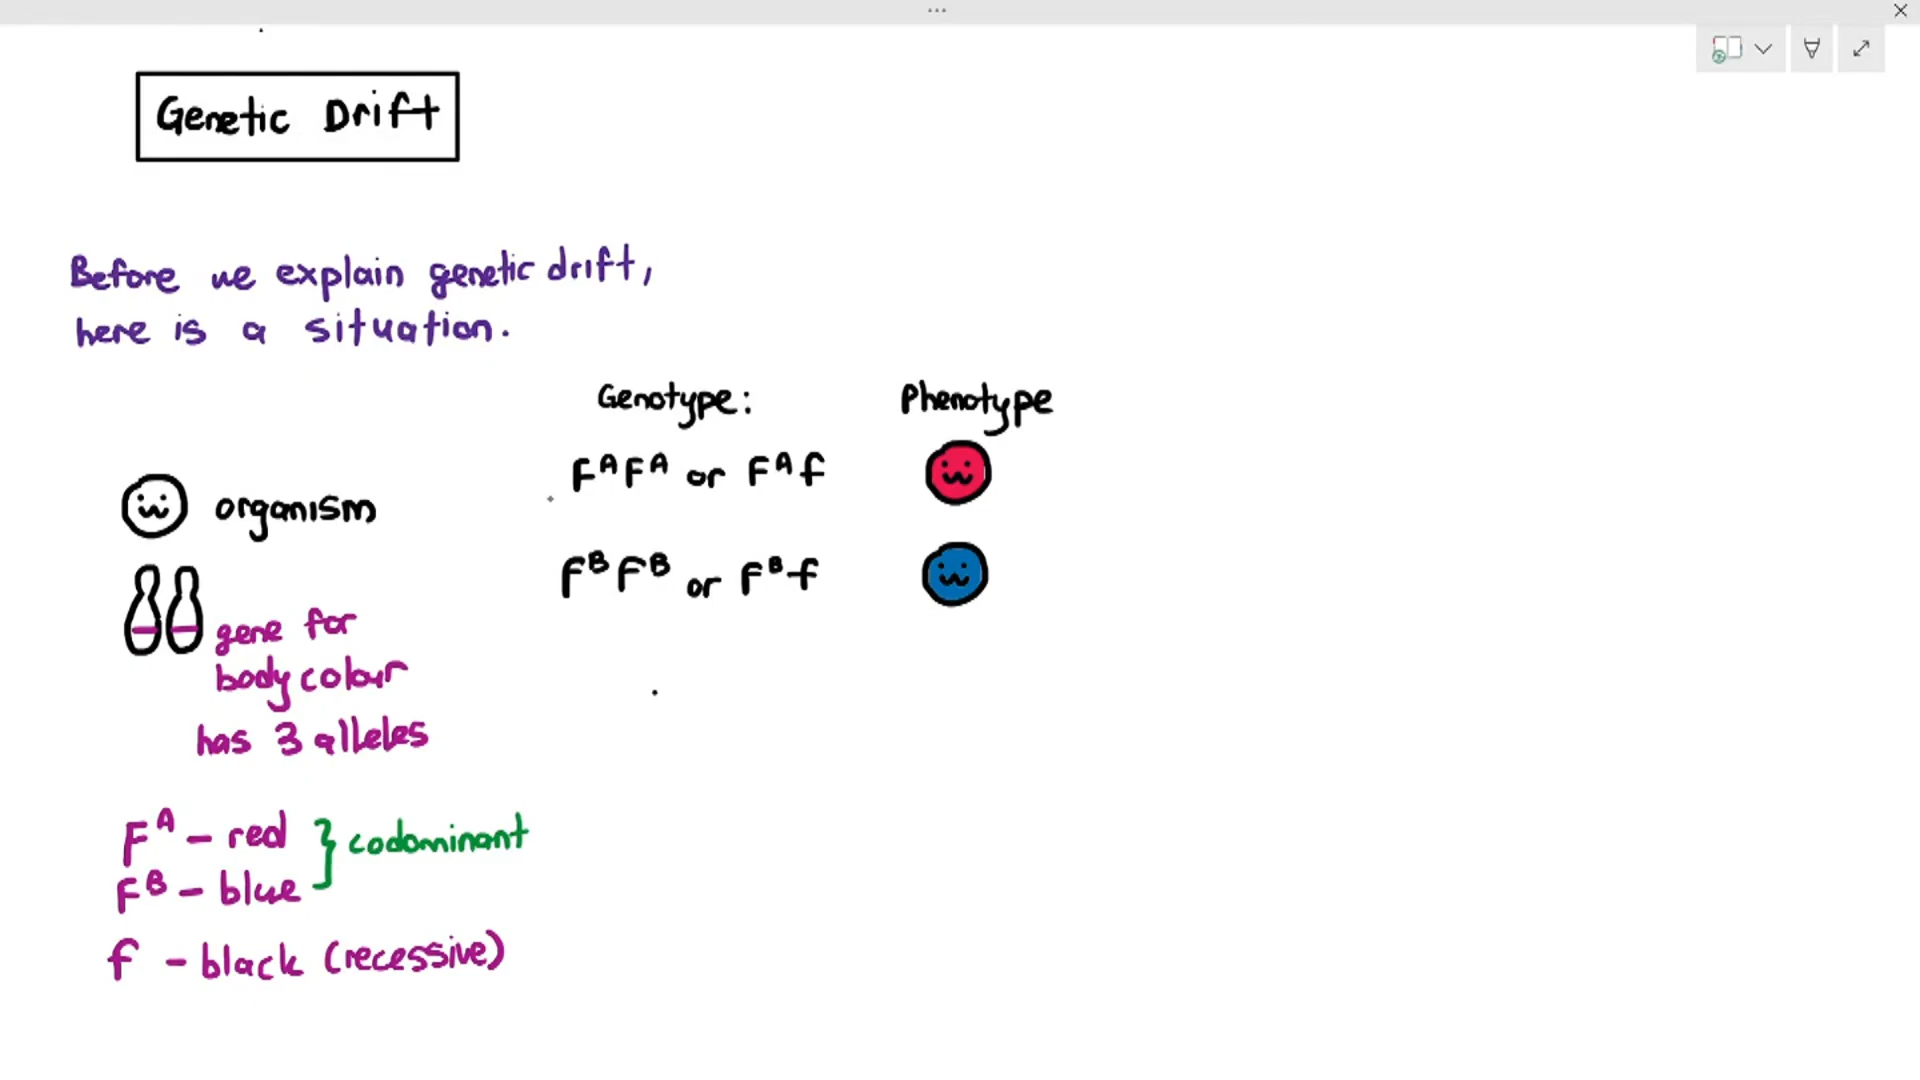 Genetic Drift
Before we explain genetic drift,
here is a situation.
Genotype: Phenotype
F^A F^A or F^A f
organism
F^B F^B or F^B f
gene for
body colour
has 3 alleles
F^A – red } codominant
F^B – blue
f – black (recessive)